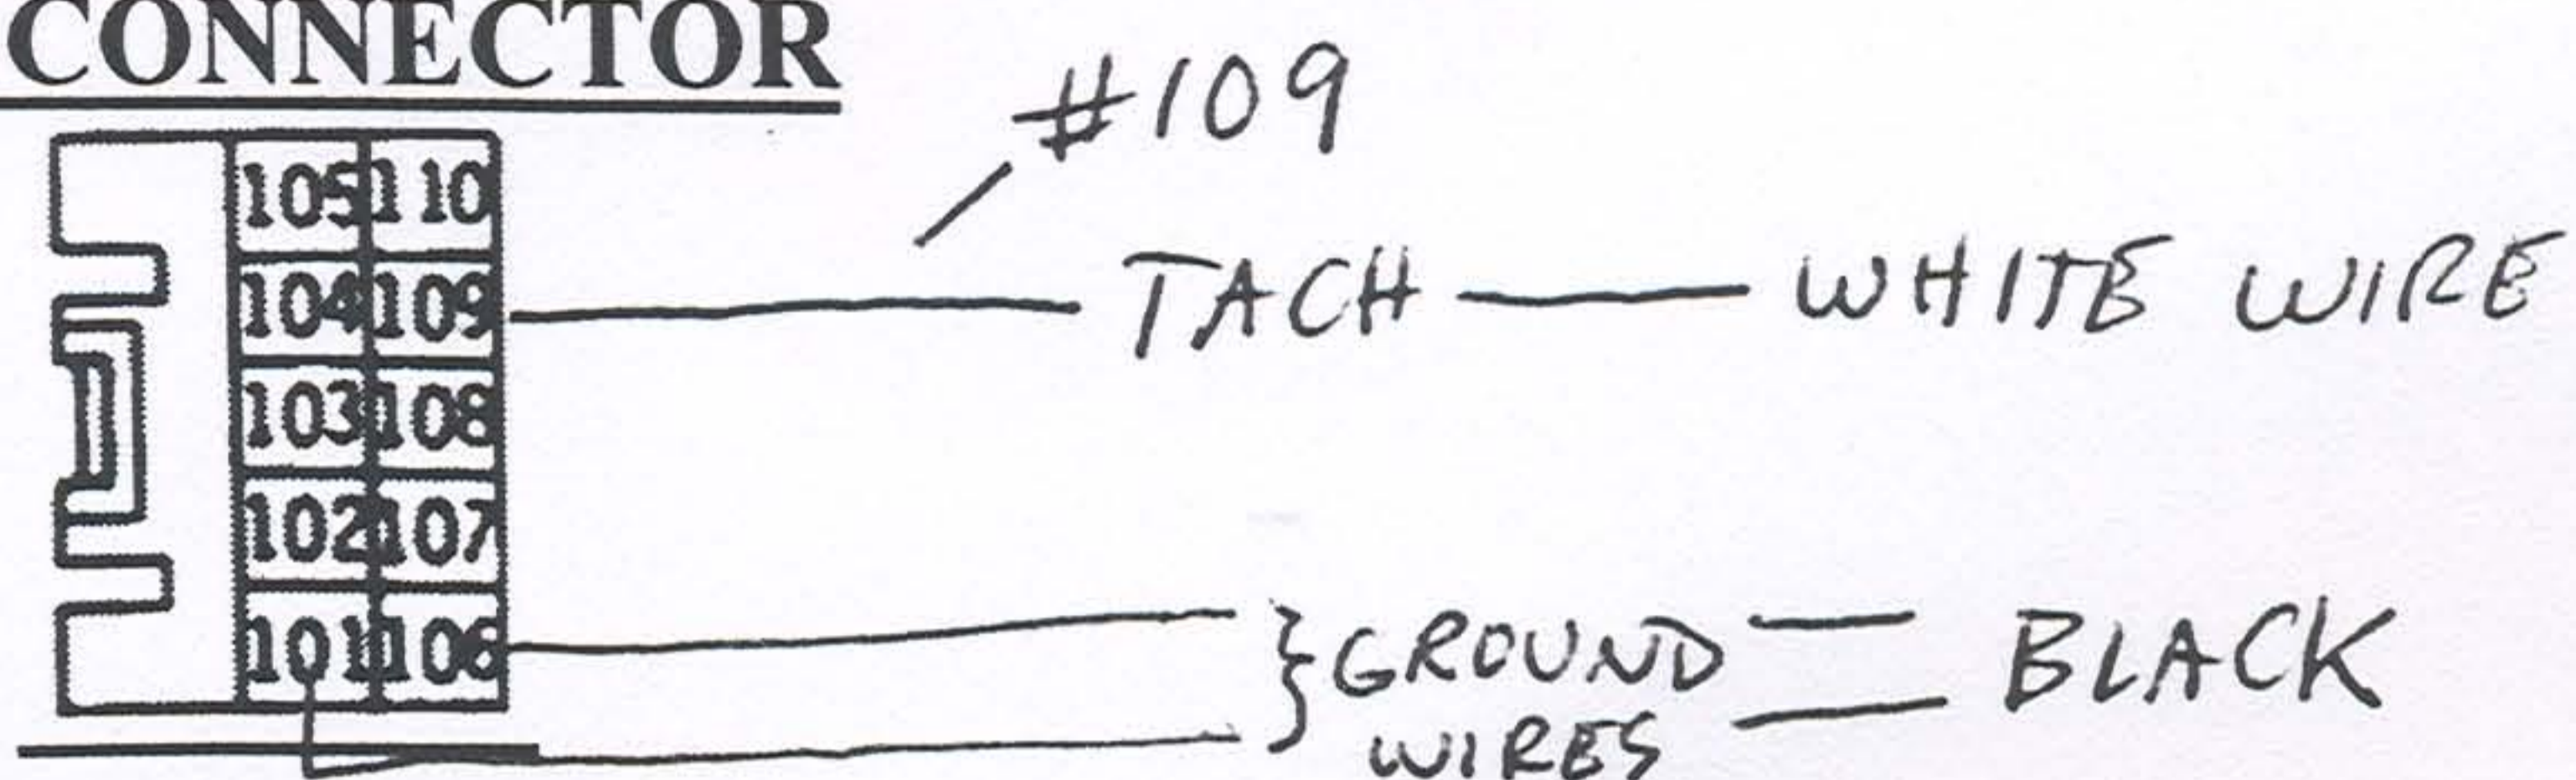 CONNECTOR
#109
105 110
104 109 TACH WHITE WIRE
103 108
102 107
101 106 GROUND BLACK
WIRES